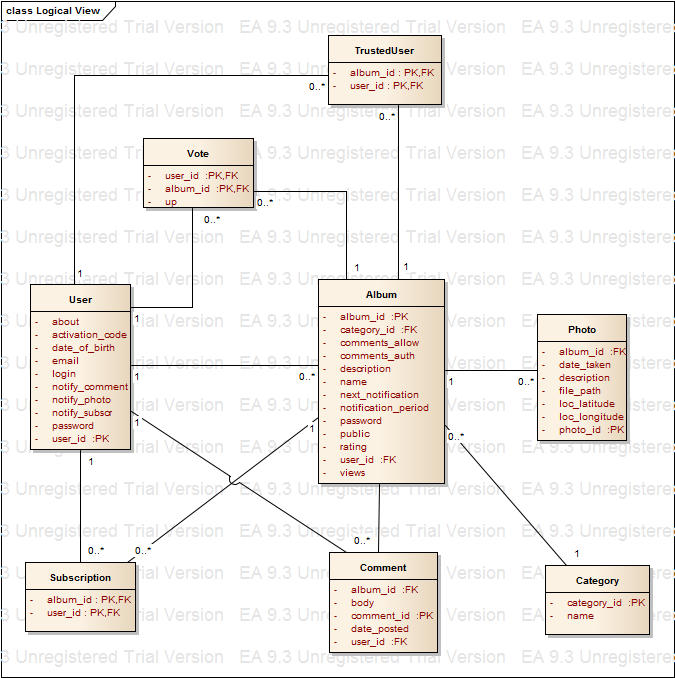 class Logical View
EA 9.3 Unregistered Trial Version
TrustedUser
- album_id : PK,FK
- user_id : PK,FK
0..*
0..*
Vote
- user_id :PK,FK
- album_id :PK,FK
- up
0..*
0..*
1
1
1
User
- about
- activation_code
- date_of_birth
- email
- login
- notify_comment
- notify_photo
- notify_subscr
- password
- user_id :PK
1
1
0..*
1
1
Album
- album_id :PK
- category_id :FK
- comments_allow
- comments_auth
- description
- name
- next_notification
- notification_period
- password
- public
- rating
- user_id :FK
- views
1
0..*
1
0..*
Photo
- album_id :FK
- date_taken
- description
- file_path
- loc_latitude
- loc_longitude
- photo_id :PK
0..*
0..*
0..*
1
Subscription
- album_id : PK,FK
- user_id : PK,FK
Comment
- album_id :FK
- body
- comment_id :PK
- date_posted
- user_id :FK
Category
- category_id :PK
- name